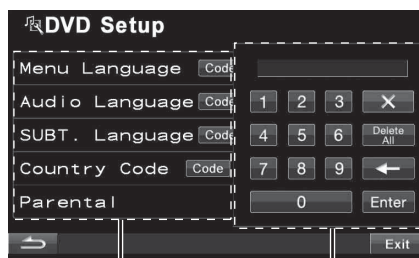 DVD Setup
Menu Language Code
Audio Language Code
SUBT. Language Code
Country Code Code
Parental
1 2 3
4 5 6 Delete All
7 8 9
0 Enter
Exit